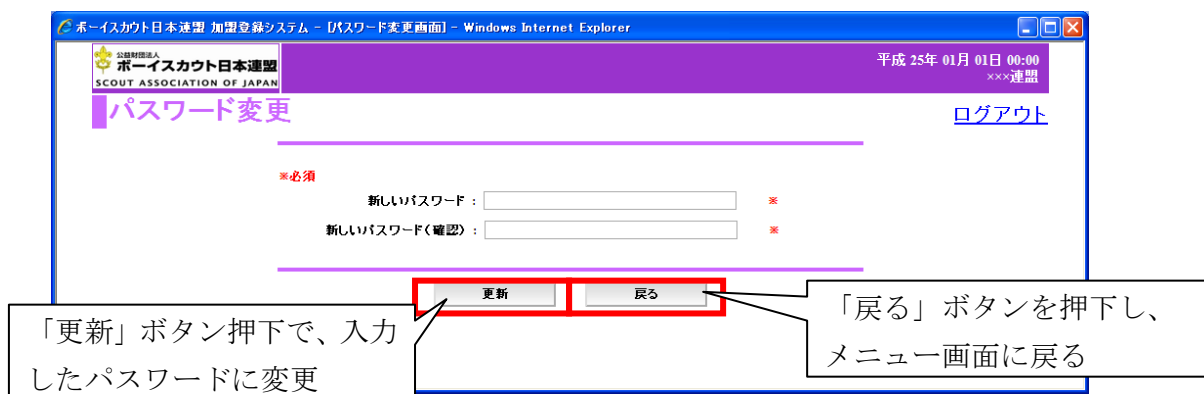 ボーイスカウト日本連盟 加盟登録システム - [パスワード変更画面] - Windows Internet Explorer
公益財団法人
ボーイスカウト日本連盟
SCOUT ASSOCIATION OF JAPAN
平成 25年 01月 01日 00:00
×××連盟
パスワード変更
ログアウト
※必須
新しいパスワード : ※
新しいパスワード(確認) : ※
更新 戻る
「更新」ボタン押下で、入力
したパスワードに変更
「戻る」ボタンを押下し、
メニュー画面に戻る